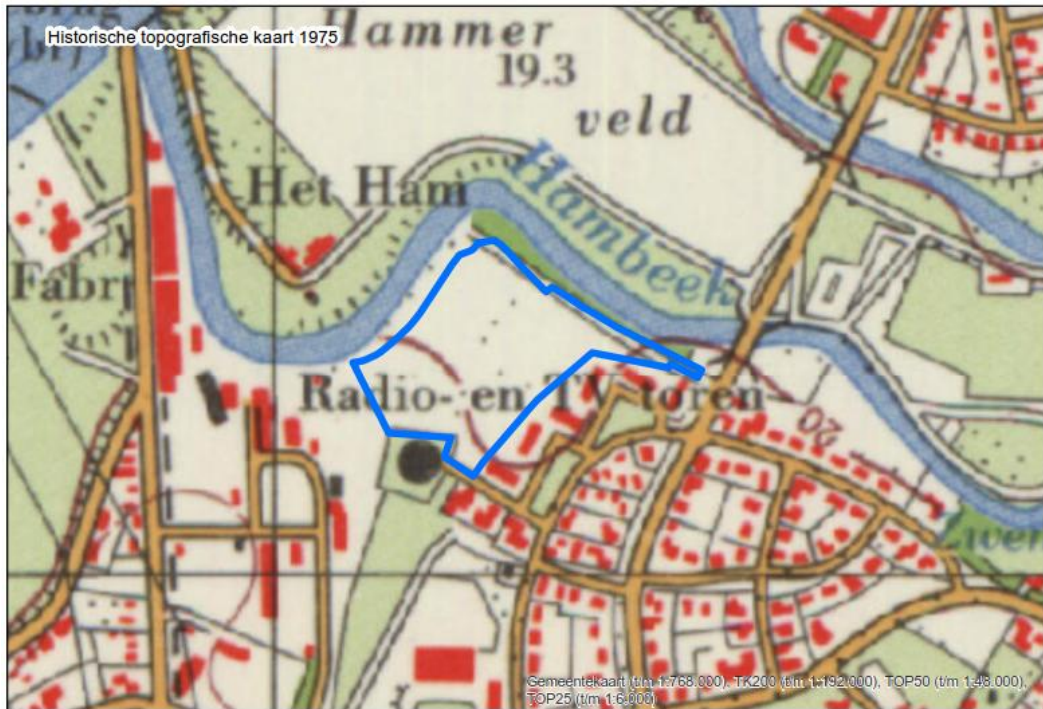 Historische topografische kaart 1975
Hammer
19.3
veld
Het Ham
Hambeek
Fabr
Radio- en TV toren
20
Gemeentekaart (t/m 1:768.000), TK200 (t/m 1:192.000), TOP50 (t/m 1:48.000),
TOP25 (t/m 1:6.000)